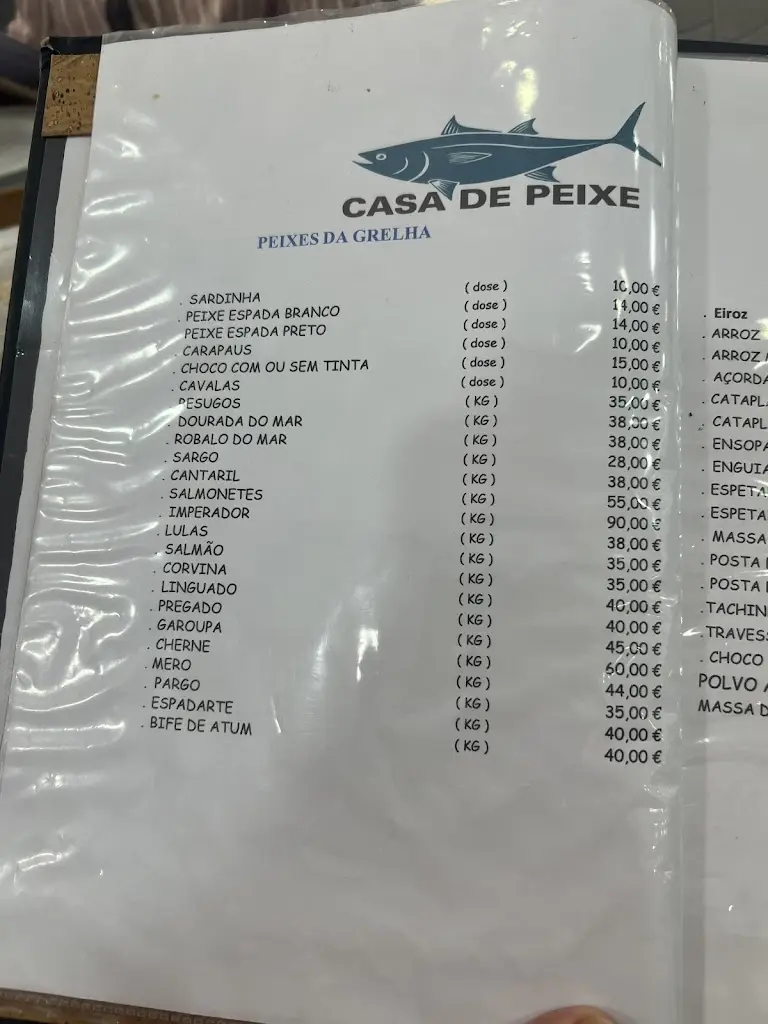 CASA DE PEIXE
PEIXES DA GRELHA
. SARDINHA ( dose ) 10,00 €
. PEIXE ESPADA BRANCO ( dose ) 14,00 €
PEIXE ESPADA PRETO ( dose ) 14,00 €
. CARAPAUS ( dose ) 10,00 €
. CHOCO COM OU SEM TINTA ( dose ) 15,00 €
. CAVALAS ( dose ) 10,00 €
BESUGOS ( KG ) 35,00 €
. DOURADA DO MAR ( KG ) 38,00 €
. ROBALO DO MAR ( KG ) 38,00 €
. SARGO ( KG ) 28,00 €
. CANTARIL ( KG ) 38,00 €
. SALMONETES ( KG ) 55,00 €
. IMPERADOR ( KG ) 90,00 €
. LULAS ( KG ) 38,00 €
. SALMÃO ( KG ) 35,00 €
. CORVINA ( KG ) 35,00 €
. LINGUADO ( KG ) 40,00 €
. PREGADO ( KG ) 40,00 €
. GAROUPA ( KG ) 45,00 €
. CHERNE ( KG ) 60,00 €
. MERO ( KG ) 44,00 €
. PARGO ( KG ) 35,00 €
. ESPADARTE ( KG ) 40,00 €
. BIFE DE ATUM ( KG ) 40,00 €
. Eiroz
. ARROZ
. ARROZ
. AÇORDA
. CATAPL
. CATAPL
. ENSOPA
. ENGUIA
. ESPETA
. ESPETA
. MASSA
. POSTA
. POSTA
. TACHIN
. TRAVES
. CHOCO
POLVO
MASSA D